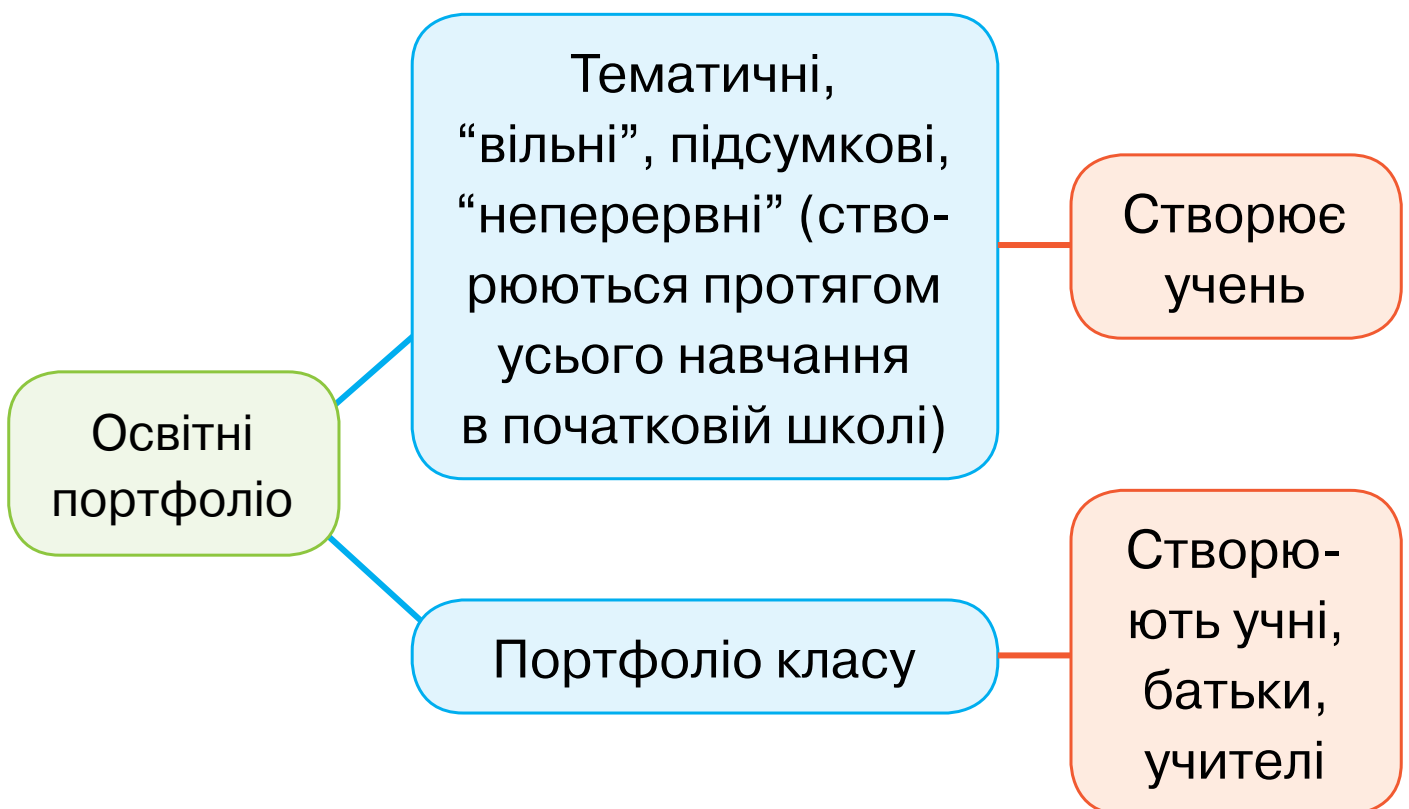 Освітні
портфоліо
Тематичні,
“вільні”, підсумкові,
“неперервні” (ство-
рюються протягом
усього навчання
в початковій школі)
Створює
учень
Портфоліо класу
Створю-
ють учні,
батьки,
учителі